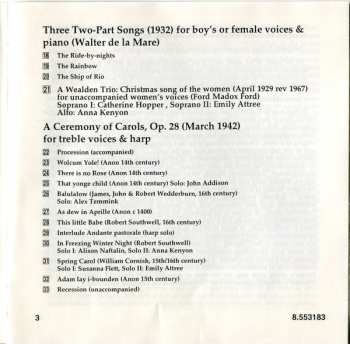 Three Two-Part Songs (1932) for boy's or female voices &
piano (Walter de la Mare)
18 The Ride-by-nights
19 The Rainbow
20 The Ship of Rio
21 A Wealden Trio: Christmas song of the women (April 1929 rev 1967)
for unaccompanied women's voices (Ford Madox Ford)
Soprano I: Catherine Hopper , Soprano II: Emily Attree
Alto: Anna Kenyon
A Ceremony of Carols, Op. 28 (March 1942)
for treble voices & harp
22 Procession (accompanied)
23 Wolcum Yole! (Anon 14th century)
24 There is no Rose (Anon 14th century)
25 That yonge child (Anon 14th century) Solo: John Addison
26 Balulalow (James, John & Robert Wedderburn, 16th century)
Solo: Alex Temmink
27 As dew in Aprille (Anon c 1400)
28 This little Babe (Robert Southwell, 16th century)
29 Interlude Andante pastorale (harp solo)
30 In Freezing Winter Night (Robert Southwell)
Solo I: Alison Naftalin, Solo II: Anna Kenyon
31 Spring Carol (William Cornish, 15th/16th century)
Solo I: Susanna Flett, Solo II: Emily Attree
32 Adam lay i-bounden (Anon 15th century)
33 Recession (unaccompanied)
3 8.553183